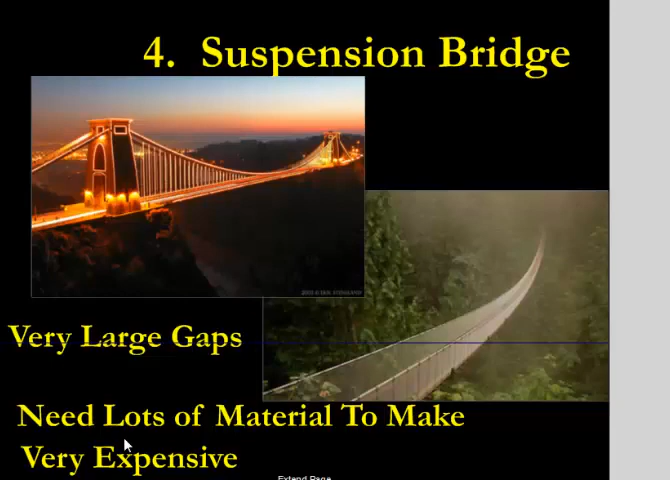 4. Suspension Bridge
Very Large Gaps
Need Lots of Material To Make
Very Expensive
Extend Page